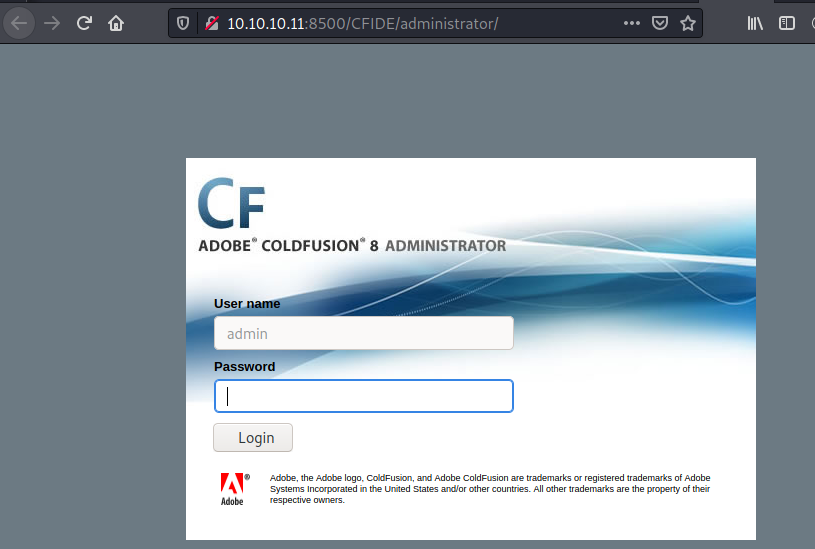 10.10.10.11:8500/CFIDE/administrator/
CF
ADOBE® COLDFUSION® 8 ADMINISTRATOR
User name
admin
Password
Login
Adobe, the Adobe logo, ColdFusion, and Adobe ColdFusion are trademarks or registered trademarks of Adobe
Systems Incorporated in the United States and/or other countries. All other trademarks are the property of their
respective owners.
®
Adobe